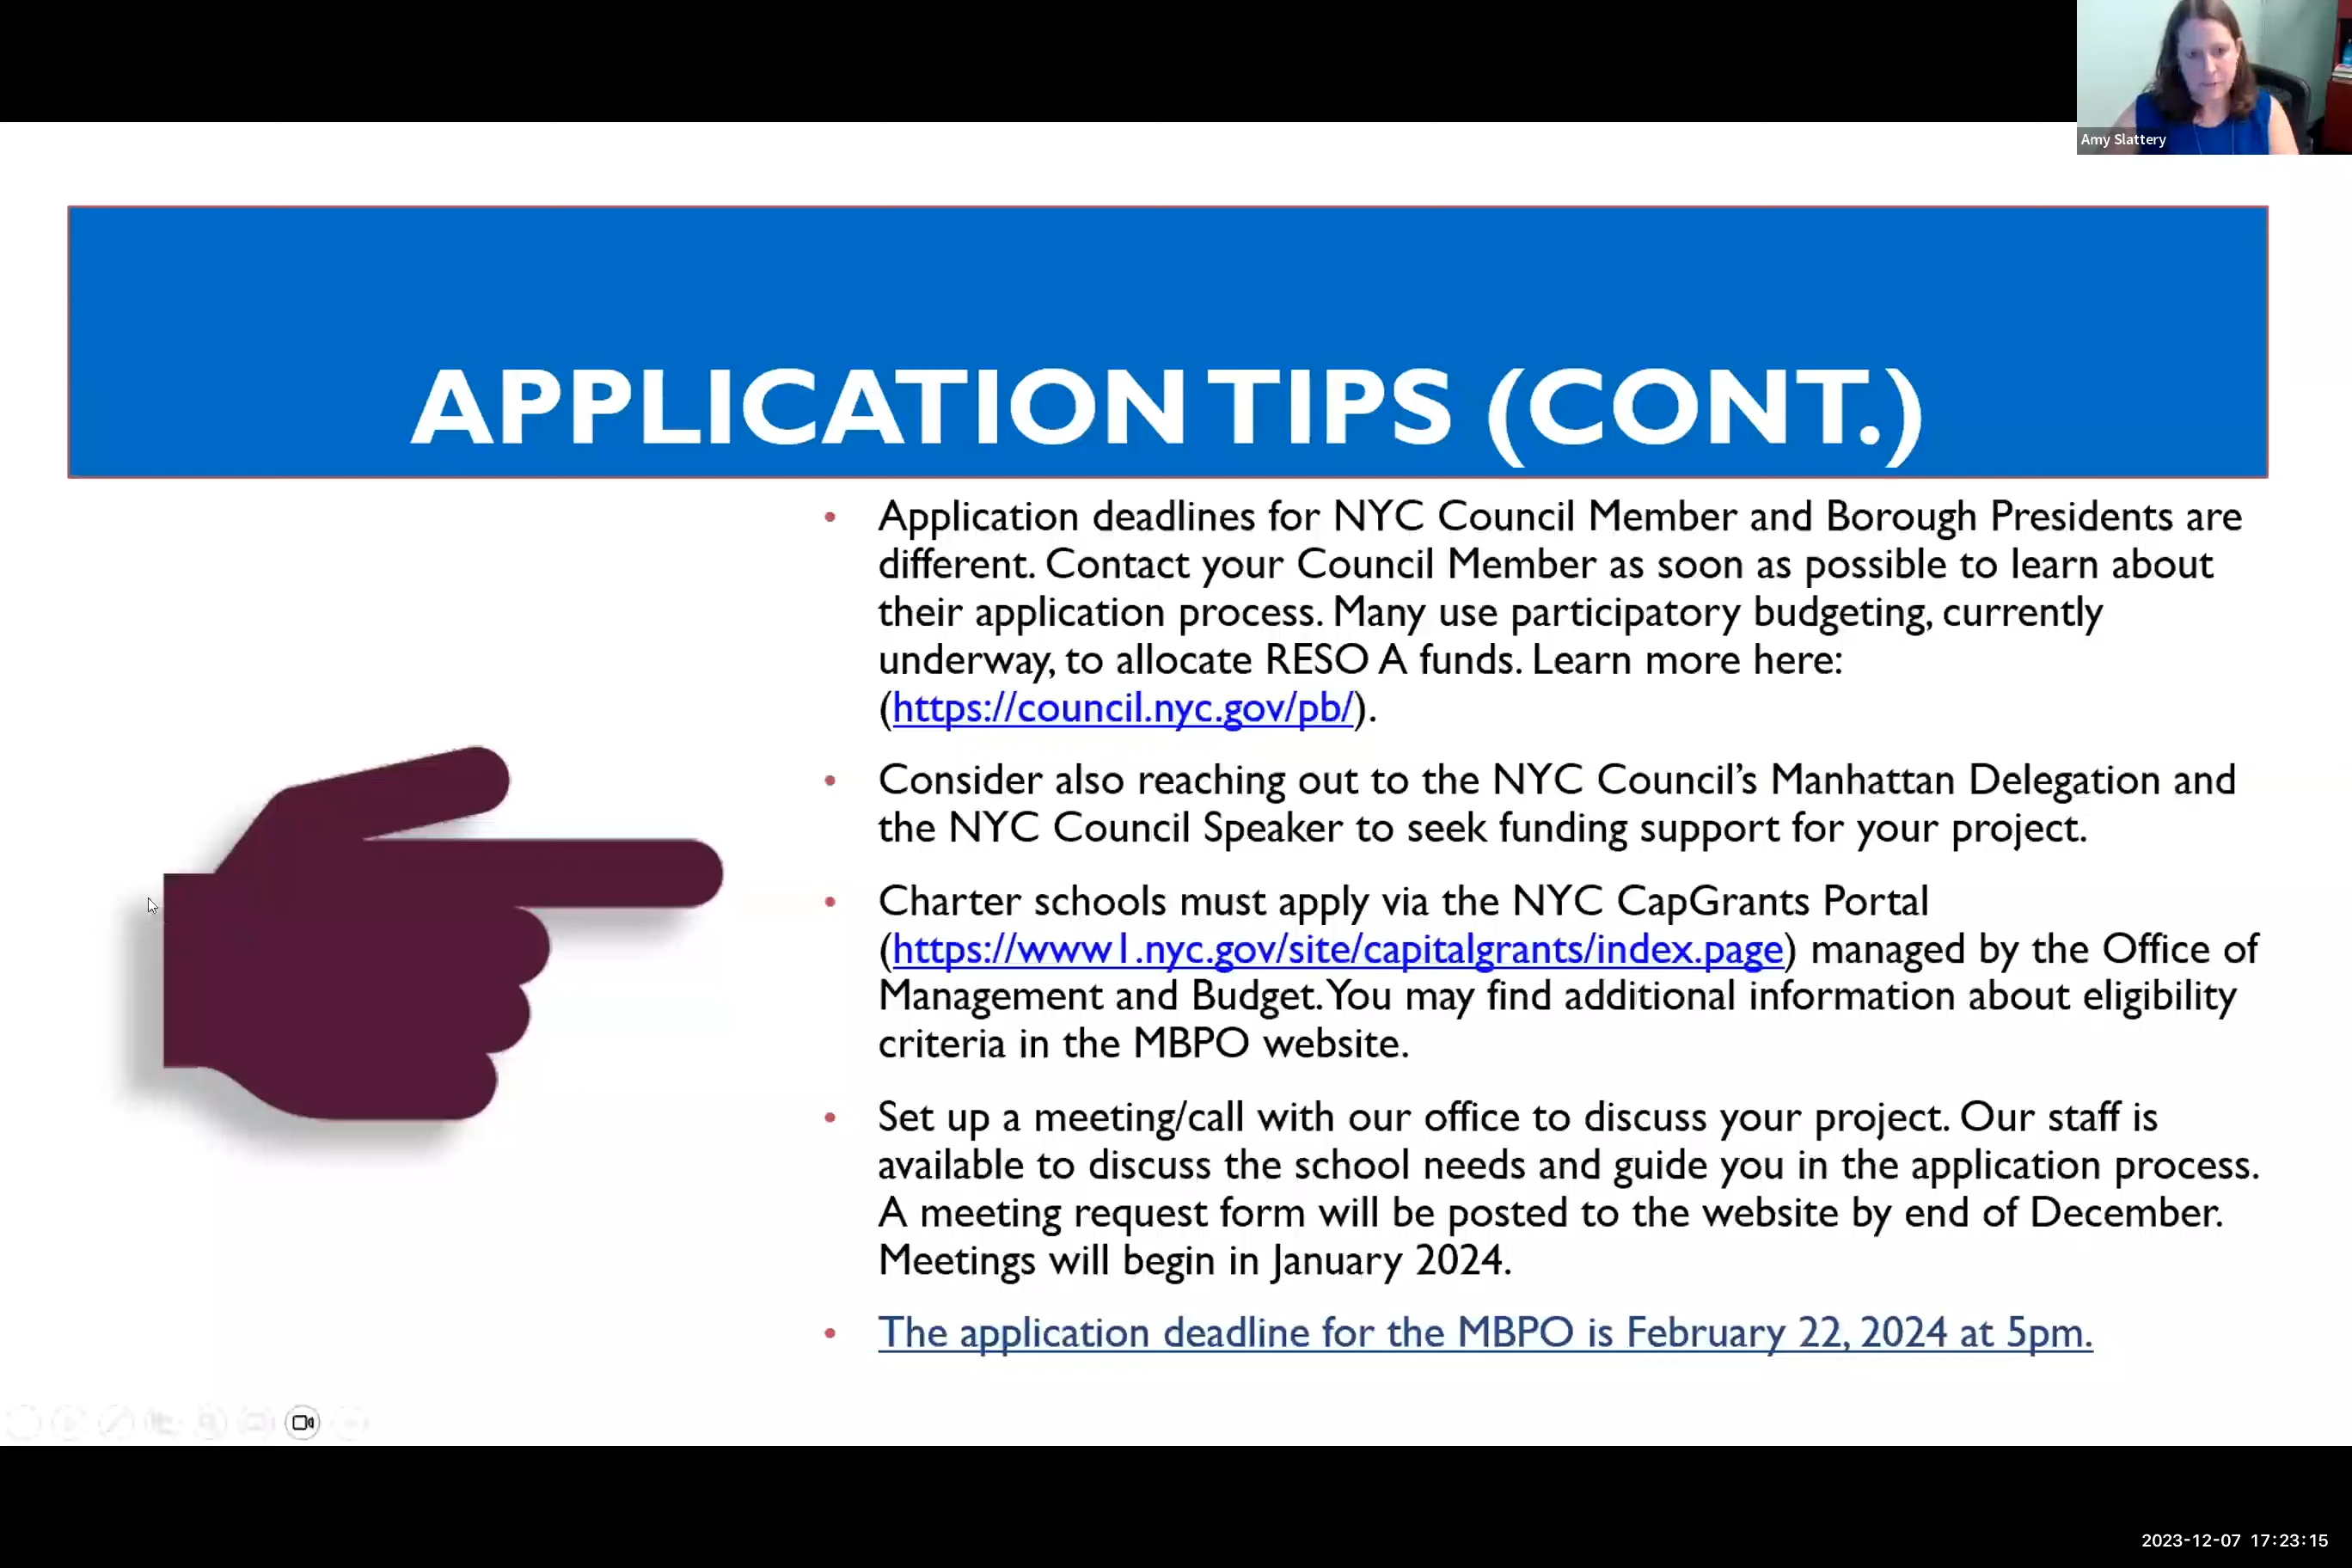 Amy Slattery
APPLICATION TIPS (CONT.)
• Application deadlines for NYC Council Member and Borough Presidents are
different. Contact your Council Member as soon as possible to learn about
their application process. Many use participatory budgeting, currently
underway, to allocate RESO A funds. Learn more here:
(https://council.nyc.gov/pb/).
• Consider also reaching out to the NYC Council’s Manhattan Delegation and
the NYC Council Speaker to seek funding support for your project.
• Charter schools must apply via the NYC CapGrants Portal
(https://www1.nyc.gov/site/capitalgrants/index.page) managed by the Office of
Management and Budget. You may find additional information about eligibility
criteria in the MBPO website.
• Set up a meeting/call with our office to discuss your project. Our staff is
available to discuss the school needs and guide you in the application process.
A meeting request form will be posted to the website by end of December.
Meetings will begin in January 2024.
• The application deadline for the MBPO is February 22, 2024 at 5pm.
2023-12-07 17:23:15